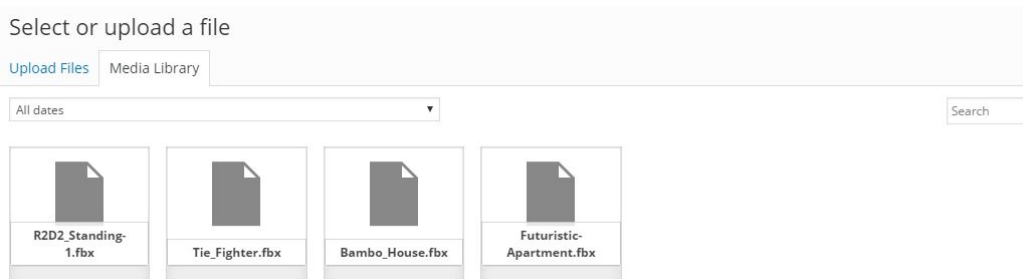 Select or upload a file
Upload Files Media Library
All dates
Search
R2D2_Standing-
1.fbx
Tie_Fighter.fbx
Bambo_House.fbx
Futuristic-
Apartment.fbx